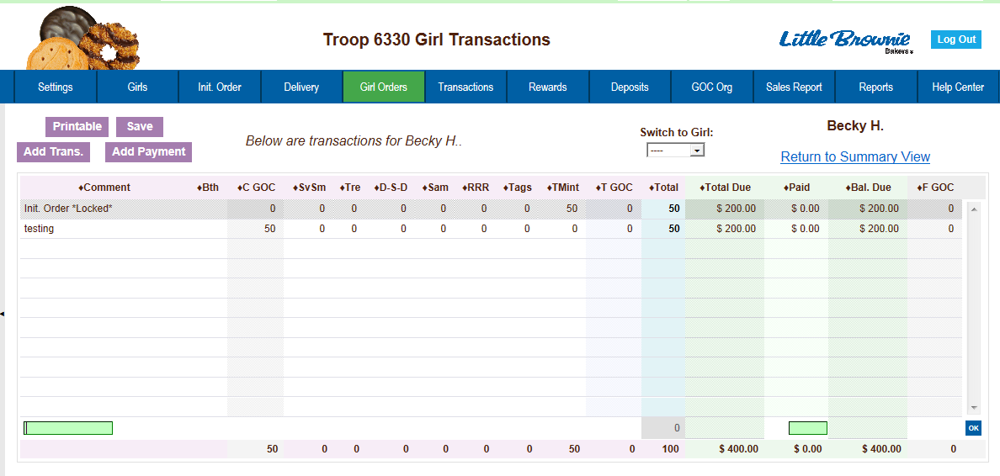 Troop 6330 Girl Transactions
Little Brownie
Bakers
Log Out
Settings Girls Init. Order Delivery Girl Orders Transactions Rewards Deposits GOC Org Sales Report Reports Help Center
Printable Save
Add Trans. Add Payment
Below are transactions for Becky H..
Switch to Girl:
----
Becky H.
Return to Summary View
♦Comment ♦Bth ♦C GOC ♦SvSm ♦Tre ♦D-S-D ♦Sam ♦RRR ♦Tags ♦TMint ♦T GOC ♦Total ♦Total Due ♦Paid ♦Bal. Due ♦F GOC
Init. Order *Locked* 0 0 0 0 0 0 0 50 0 50 $ 200.00 $ 0.00 $ 200.00 0
testing 50 0 0 0 0 0 0 0 0 50 $ 200.00 $ 0.00 $ 200.00 0
0 OK
50 0 0 0 0 0 0 50 0 100 $ 400.00 $ 0.00 $ 400.00 0